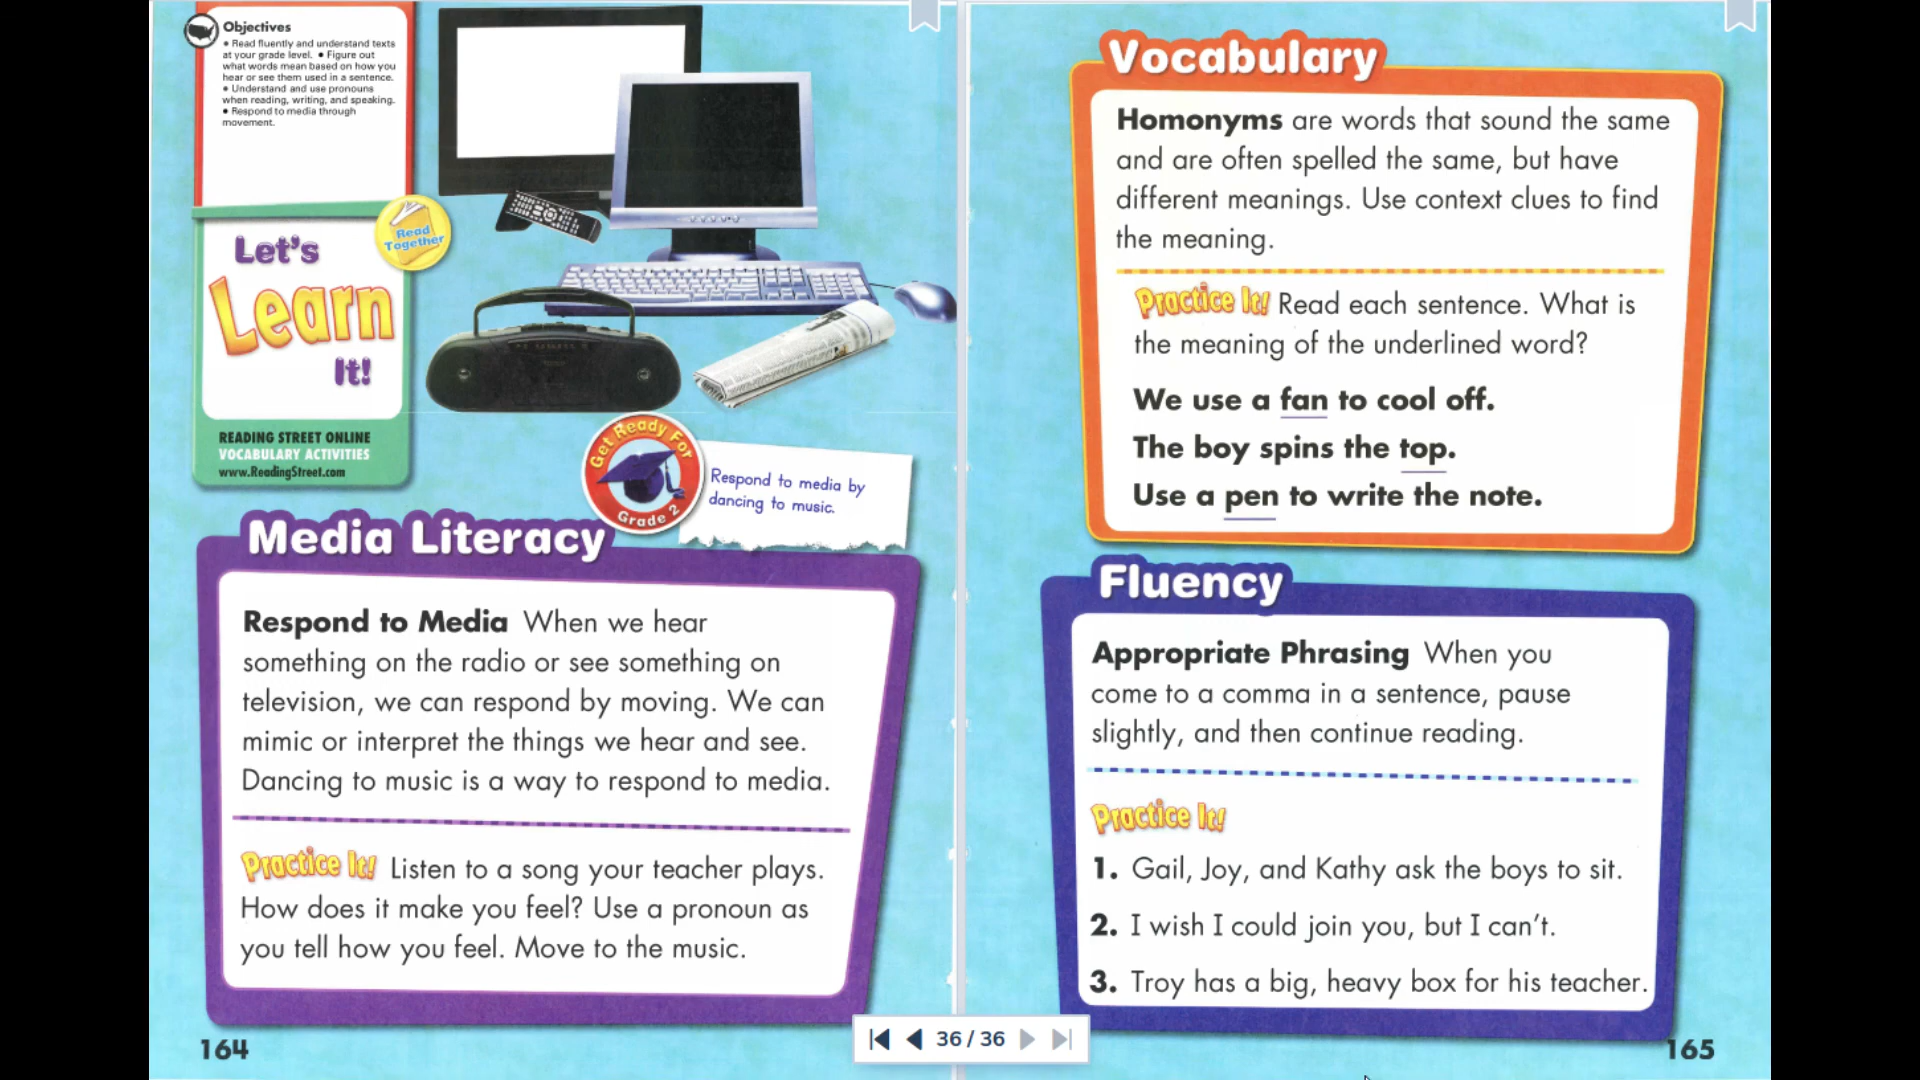 Objectives
• Read fluently and understand texts
at your grade level. • Figure out
what words mean based on how you
hear or see them used in a sentence.
• Understand and use pronouns
when reading, writing, and speaking.
• Respond to media through
movement.
Read
Together
Let's
Learn
It!
READING STREET ONLINE
VOCABULARY ACTIVITIES
www.ReadingStreet.com
Get Ready For
Grade 2
Respond to media by
dancing to music.
Media Literacy
Respond to Media When we hear
something on the radio or see something on
television, we can respond by moving. We can
mimic or interpret the things we hear and see.
Dancing to music is a way to respond to media.
Practice It! Listen to a song your teacher plays.
How does it make you feel? Use a pronoun as
you tell how you feel. Move to the music.
164
Vocabulary
Homonyms are words that sound the same
and are often spelled the same, but have
different meanings. Use context clues to find
the meaning.
Practice It! Read each sentence. What is
the meaning of the underlined word?
We use a fan to cool off.
The boy spins the top.
Use a pen to write the note.
Fluency
Appropriate Phrasing When you
come to a comma in a sentence, pause
slightly, and then continue reading.
Practice It!
1. Gail, Joy, and Kathy ask the boys to sit.
2. I wish I could join you, but I can't.
3. Troy has a big, heavy box for his teacher.
165
36 / 36